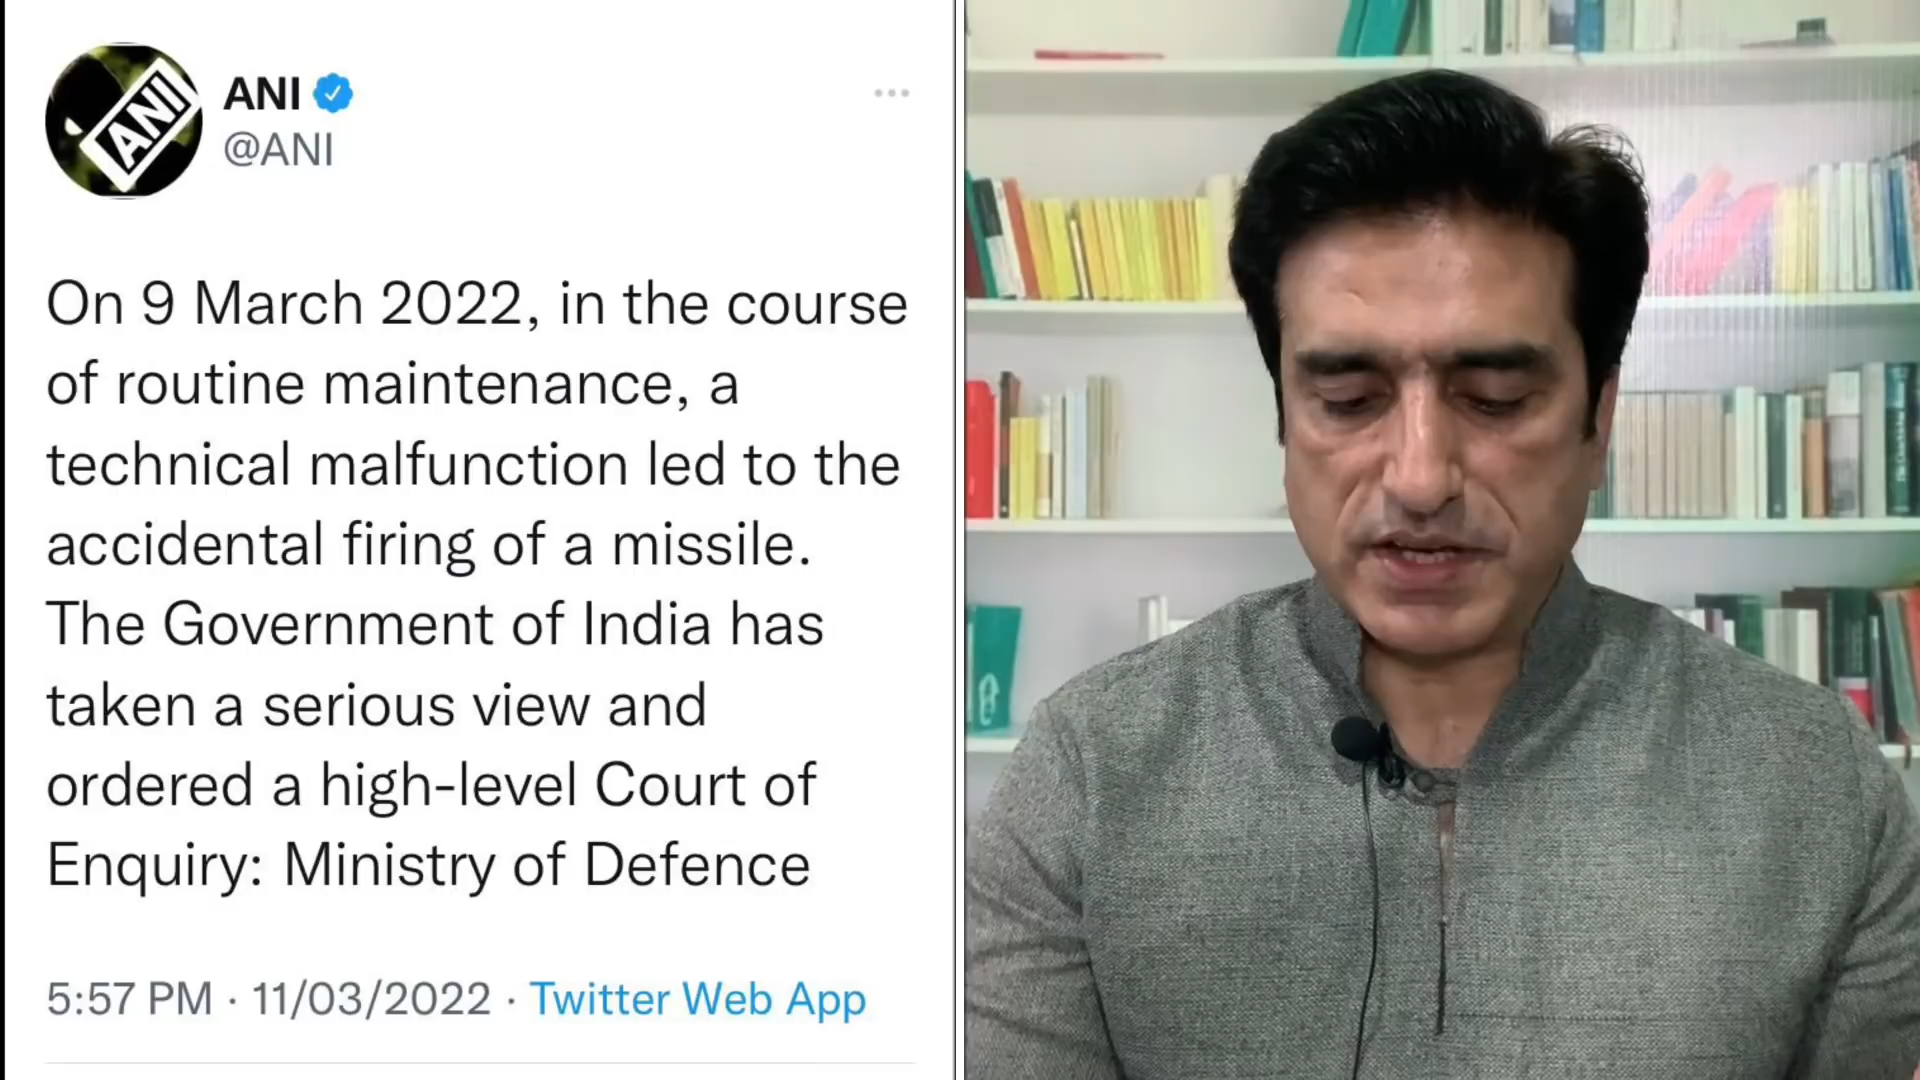 ANI
ANI
@ANI
On 9 March 2022, in the course
of routine maintenance, a
technical malfunction led to the
accidental firing of a missile.
The Government of India has
taken a serious view and
ordered a high-level Court of
Enquiry: Ministry of Defence
5:57 PM · 11/03/2022 · Twitter Web App